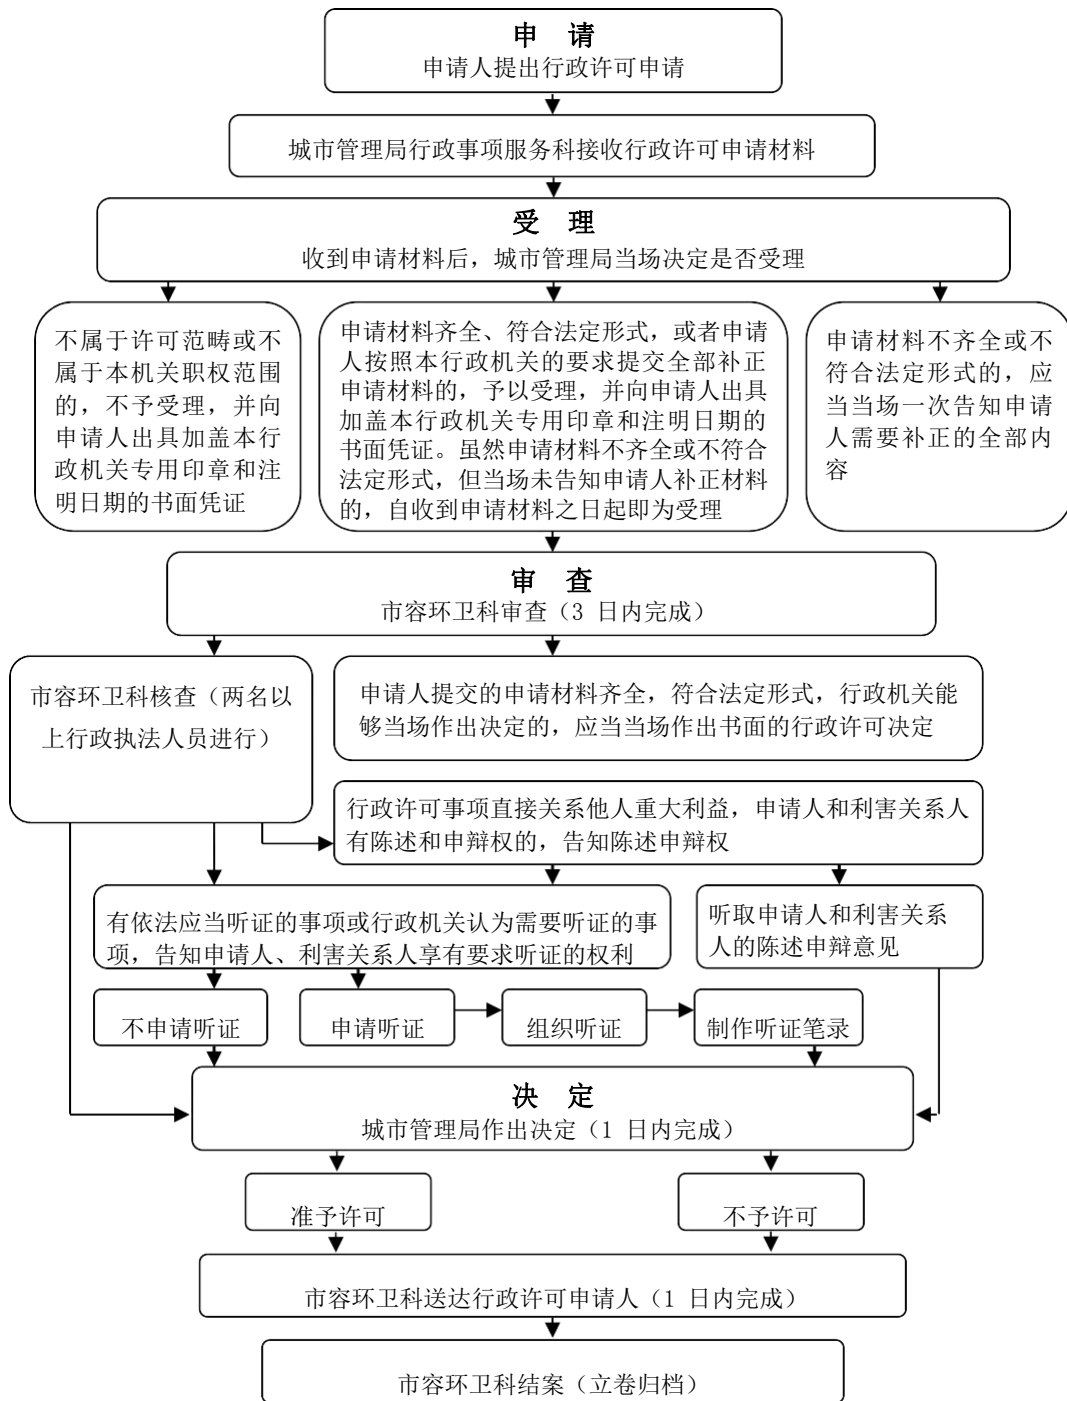 申 请
申请人提出行政许可申请
城市管理局行政事项服务科接收行政许可申请材料
受 理
收到申请材料后，城市管理局当场决定是否受理
不属于许可范畴或不
属于本机关职权范围
的，不予受理，并向
申请人出具加盖本行
政机关专用印章和注
明日期的书面凭证
申请材料齐全、符合法定形式，或者申请
人按照本行政机关的要求提交全部补正
申请材料的，予以受理，并向申请人出具
加盖本行政机关专用印章和注明日期的
书面凭证。虽然申请材料不齐全或不符合
法定形式，但当场未告知申请人补正材料
的，自收到申请材料之日起即为受理
申请材料不齐全或不
符合法定形式的，应
当当场一次告知申请
人需要补正的全部内
容
审 查
市容环卫科审查（3 日内完成）
市容环卫科核查（两名以
上行政执法人员进行）
申请人提交的申请材料齐全，符合法定形式，行政机关能
够当场作出决定的，应当当场作出书面的行政许可决定
行政许可事项直接关系他人重大利益，申请人和利害关系人
有陈述和申辩权的，告知陈述申辩权
有依法应当听证的事项或行政机关认为需要听证的事
项，告知申请人、利害关系人享有要求听证的权利
听取申请人和利害关系
人的陈述申辩意见
不申请听证
申请听证
组织听证
制作听证笔录
决 定
城市管理局作出决定（1 日内完成）
准予许可
不予许可
市容环卫科送达行政许可申请人（1 日内完成）
市容环卫科结案（立卷归档）